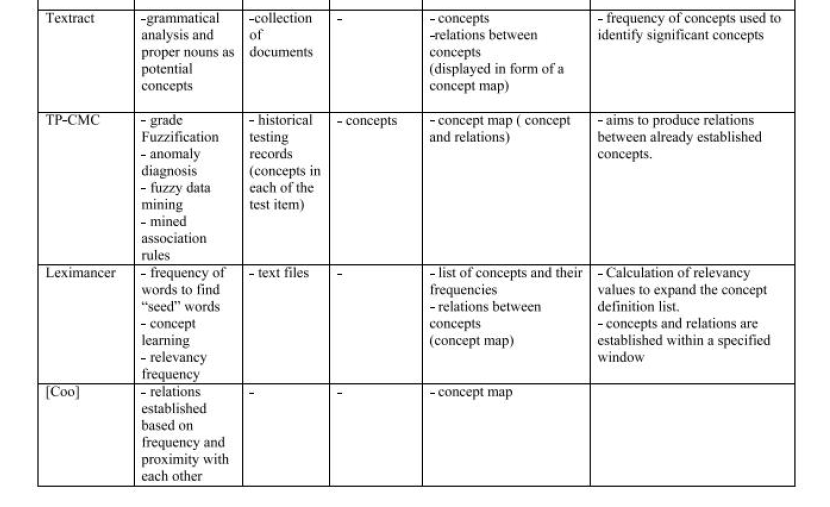 Textract
-grammatical
analysis and
proper nouns as
potential
concepts
-collection
of
documents
-
- concepts
-relations between
concepts
(displayed in form of a
concept map)
- frequency of concepts used to
identify significant concepts
TP-CMC
- grade
Fuzzification
- anomaly
diagnosis
- fuzzy data
mining
- mined
association
rules
- historical
testing
records
(concepts in
each of the
test item)
- concepts
- concept map ( concept
and relations)
- aims to produce relations
between already established
concepts.
Leximancer
- frequency of
words to find
“seed” words
- concept
learning
- relevancy
frequency
- text files
-
- list of concepts and their
frequencies
- relations between
concepts
(concept map)
- Calculation of relevancy
values to expand the concept
definition list.
- concepts and relations are
established within a specified
window
[Coo]
- relations
established
based on
frequency and
proximity with
each other
-
-
- concept map